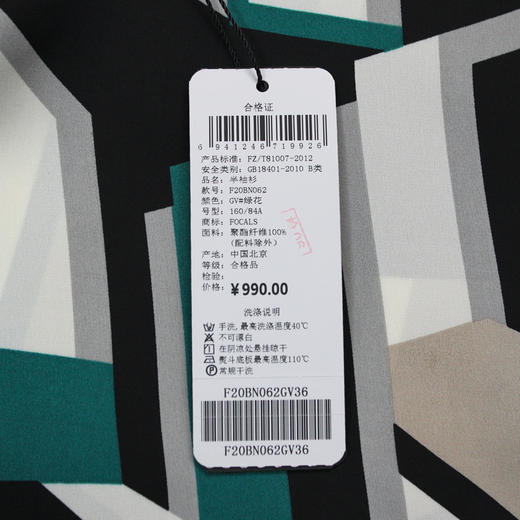 合格证
6 941246 719926
产品标准: FZ/T81007-2012
安全类别: GB18401-2010 B类
品名: 半袖衫
款号: F20BN062
颜色: GV#绿花
号型: 160/84A
商标: FOCALS
面料: 聚酯纤维100%
(配料除外)
产地: 中国北京
等级: 合格品
检验:
价格: ¥990.00
洗涤说明
手洗,最高洗涤温度40℃
不可漂白
在阴凉处悬挂晾干
熨斗底板最高温度110℃
常规干洗
F20BN062GV36
F20BN062GV36